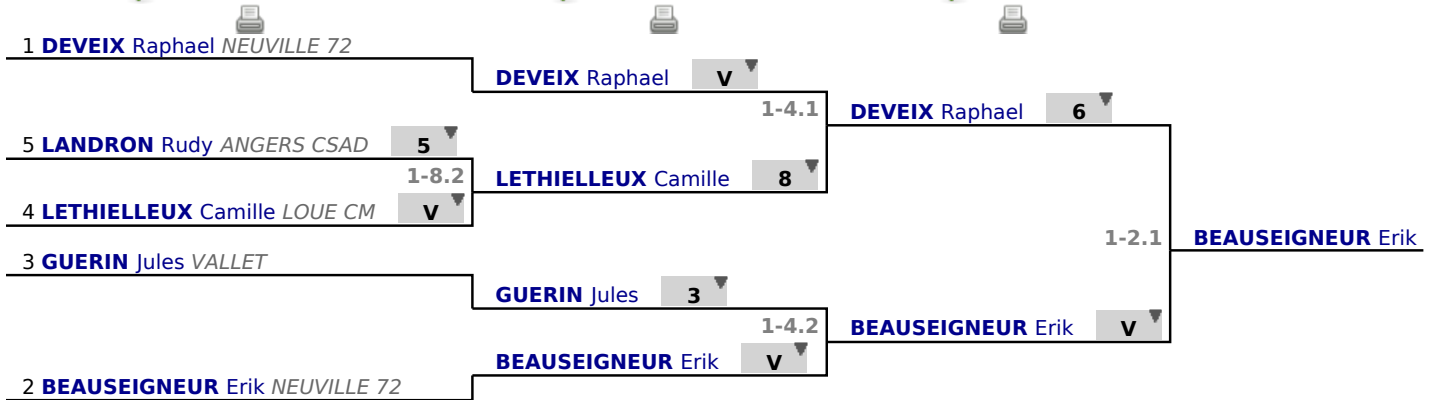 1 DEVEIX Raphael NEUVILLE 72
DEVEIX Raphael V
1-4.1
DEVEIX Raphael 6
5 LANDRON Rudy ANGERS CSAD 5
1-8.2
LETHIELLEUX Camille 8
4 LETHIELLEUX Camille LOUE CM V
1-2.1
BEAUSEIGNEUR Erik
3 GUERIN Jules VALLET
GUERIN Jules 3
1-4.2
BEAUSEIGNEUR Erik V
BEAUSEIGNEUR Erik V
2 BEAUSEIGNEUR Erik NEUVILLE 72